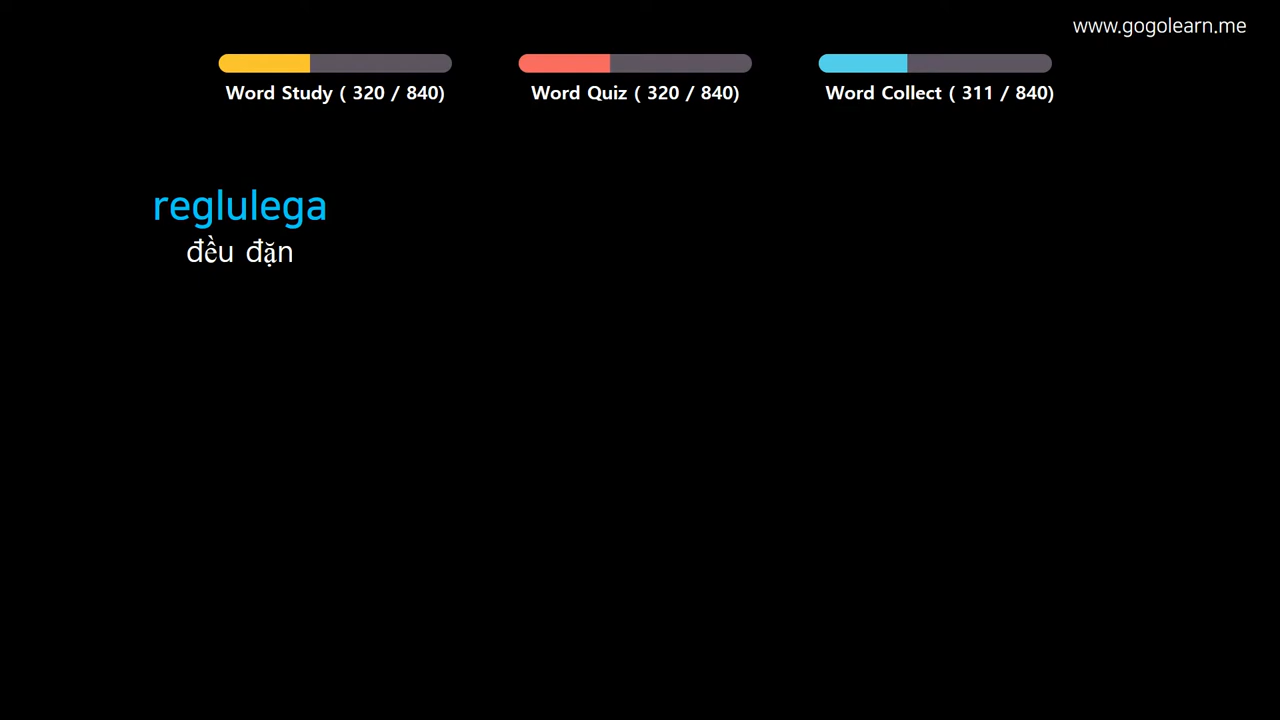 www.gogolearn.me
Word Study ( 320 / 840)
Word Quiz ( 320 / 840)
Word Collect ( 311 / 840)
reglulega
đều đặn